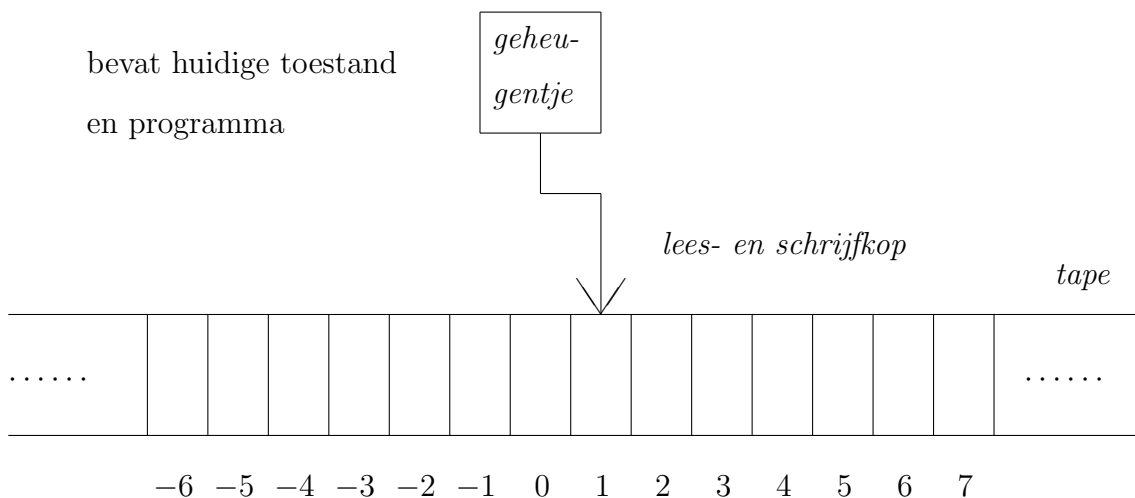 bevat huidige toestand
en programma
geheu-
gentje
lees- en schrijfkop
tape
...... ......
−6 −5 −4 −3 −2 −1 0 1 2 3 4 5 6 7